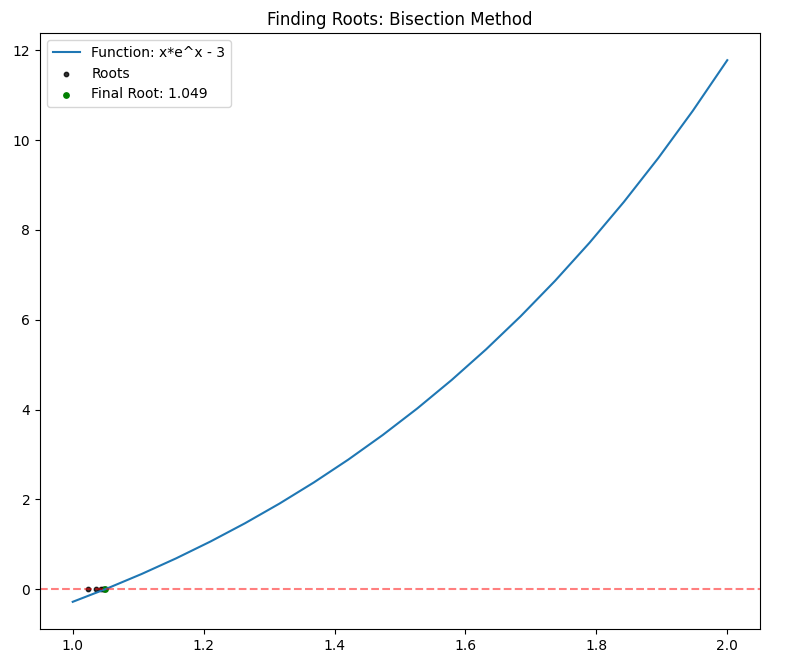 Finding Roots: Bisection Method
Function: x*e^x - 3
Roots
Final Root: 1.049
12
10
8
6
4
2
0
1.0 1.2 1.4 1.6 1.8 2.0